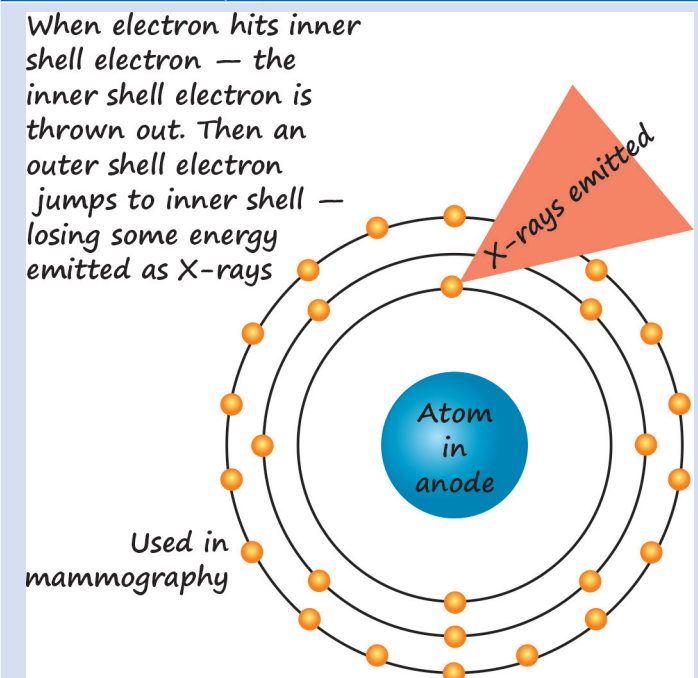 When electron hits inner
shell electron — the
inner shell electron is
thrown out. Then an
outer shell electron
jumps to inner shell —
losing some energy
emitted as X-rays
X-rays emitted
Atom
in
anode
Used in
mammography